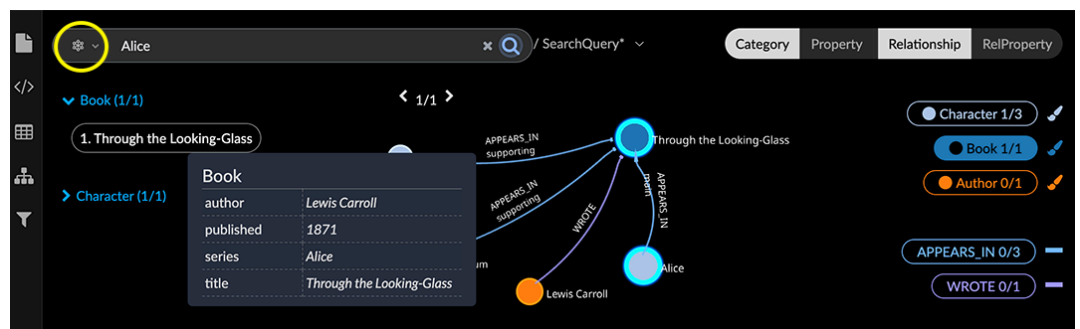 Alice
/ SearchQuery*
Category Property Relationship RelProperty
Book (1/1)
1/1
1. Through the Looking-Glass
Character (1/1)
Book
author Lewis Carroll
published 1871
series Alice
title Through the Looking-Glass
APPEARS_IN
supporting
APPEARS_IN
supporting
WROTE
APPEARS_IN
main
Through the Looking-Glass
Alice
um
Lewis Carroll
Character 1/3
Book 1/1
Author 0/1
APPEARS_IN 0/3
WROTE 0/1